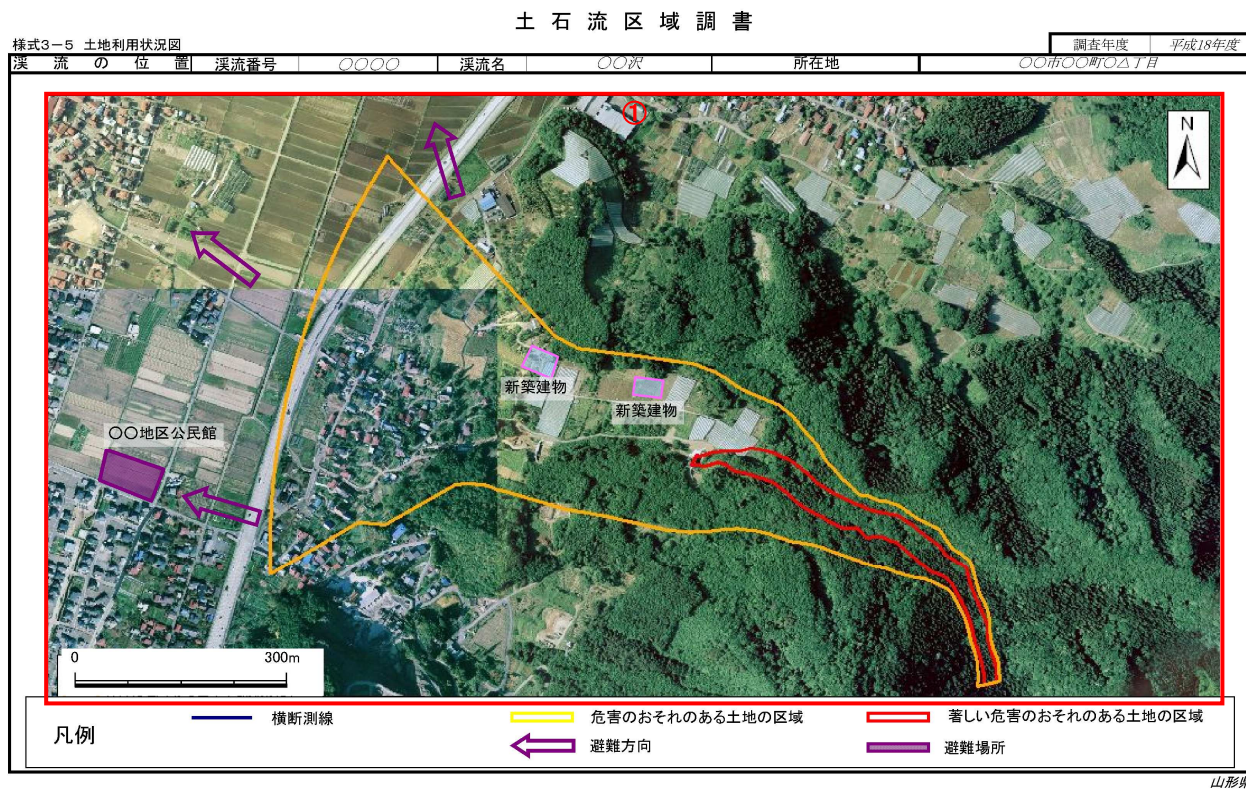 土石流区域調書
様式3－5 土地利用状況図
調査年度 平成18年度
渓流の位置 渓流番号 ○○○○ 渓流名 ○○沢 所在地 ○○市○○町○△丁目
①
N
新築建物
新築建物
○○地区公民館
0 300m
凡例
横断測線
危害のおそれのある土地の区域
著しい危害のおそれのある土地の区域
避難方向
避難場所
山形県